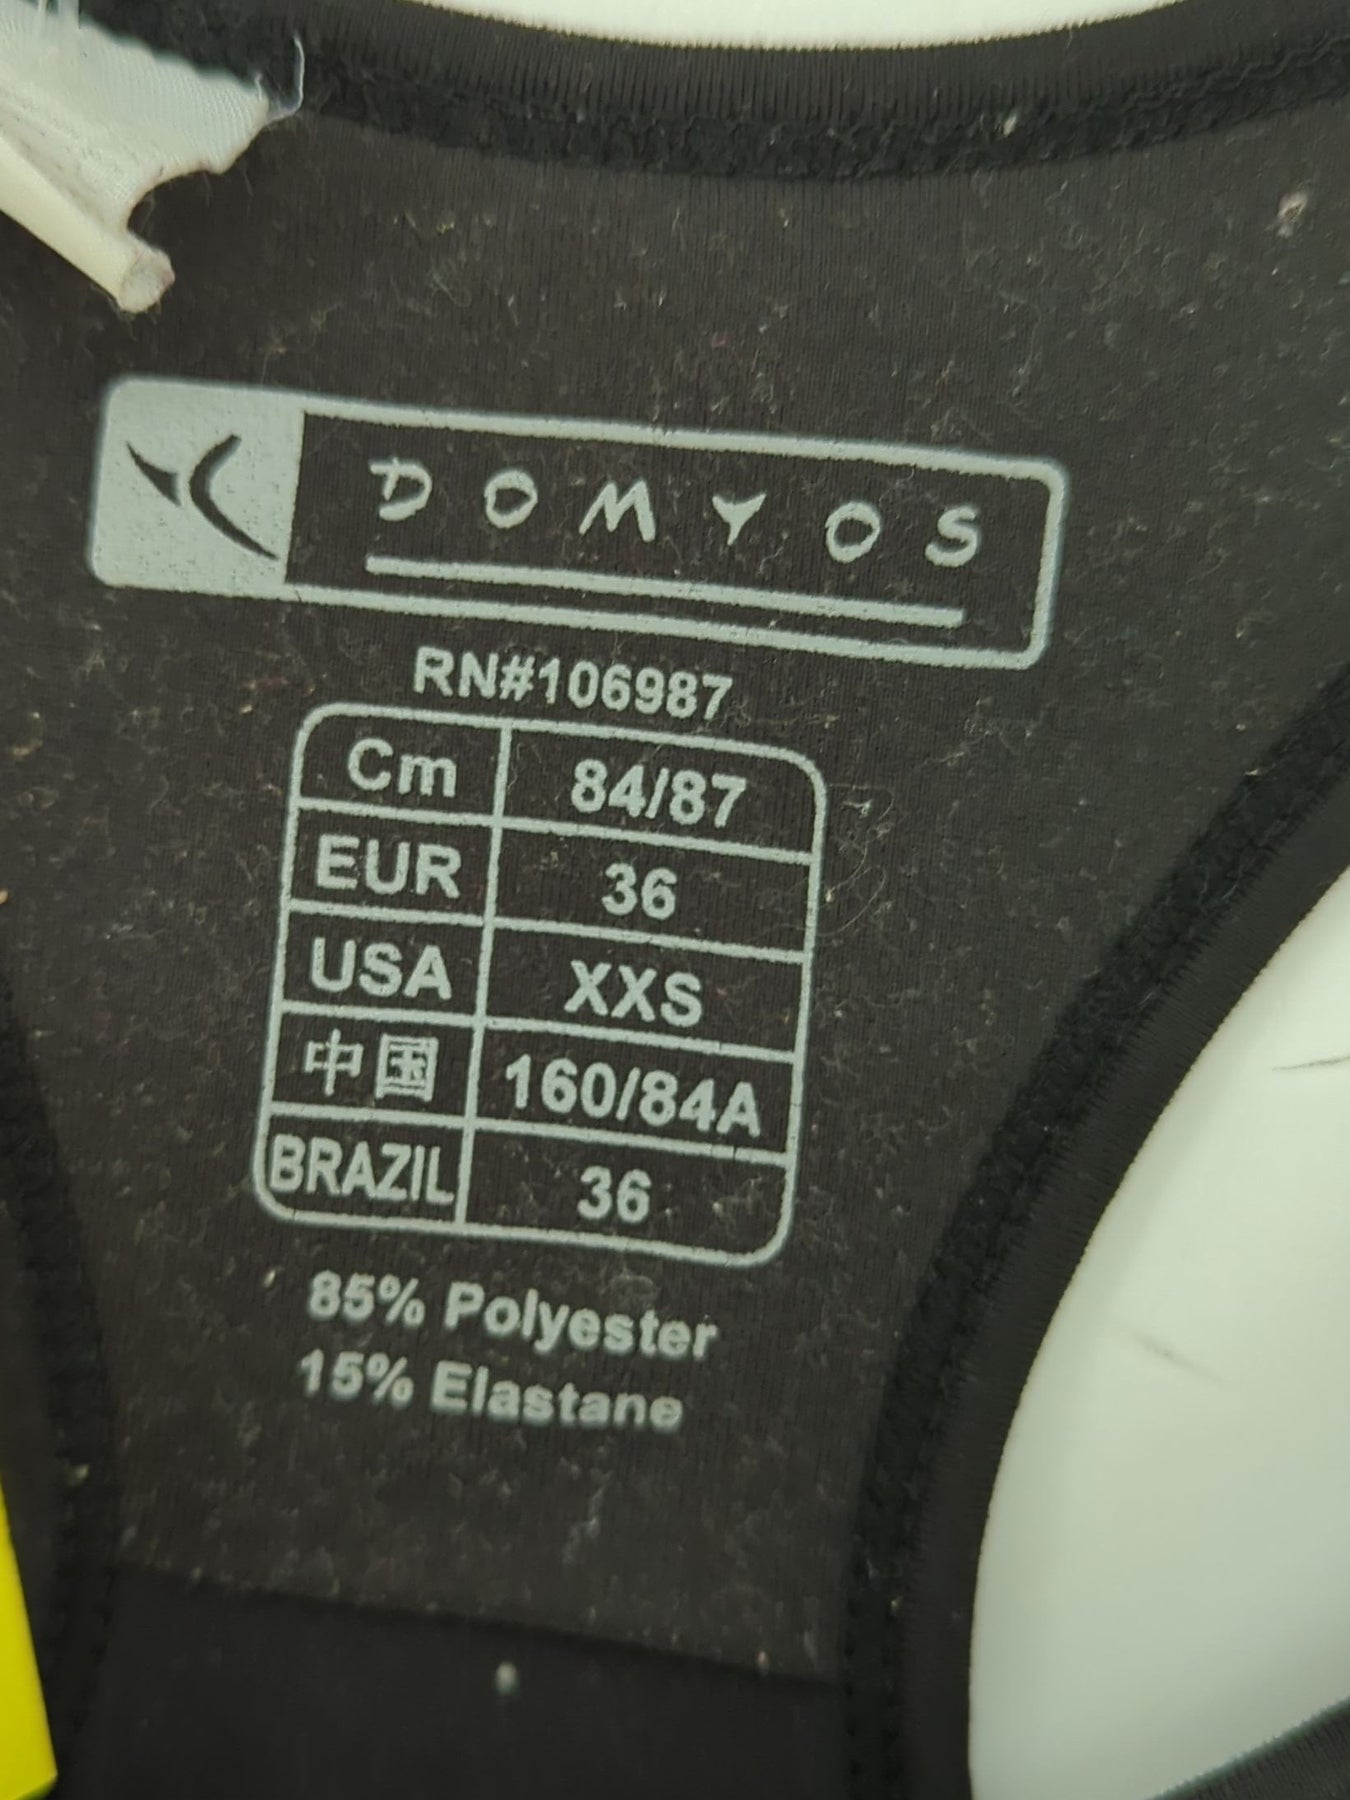 DOMYOS
RN#106987
Cm 84/87
EUR 36
USA XXS
中国 160/84A
BRAZIL 36
85% Polyester
15% Elastane